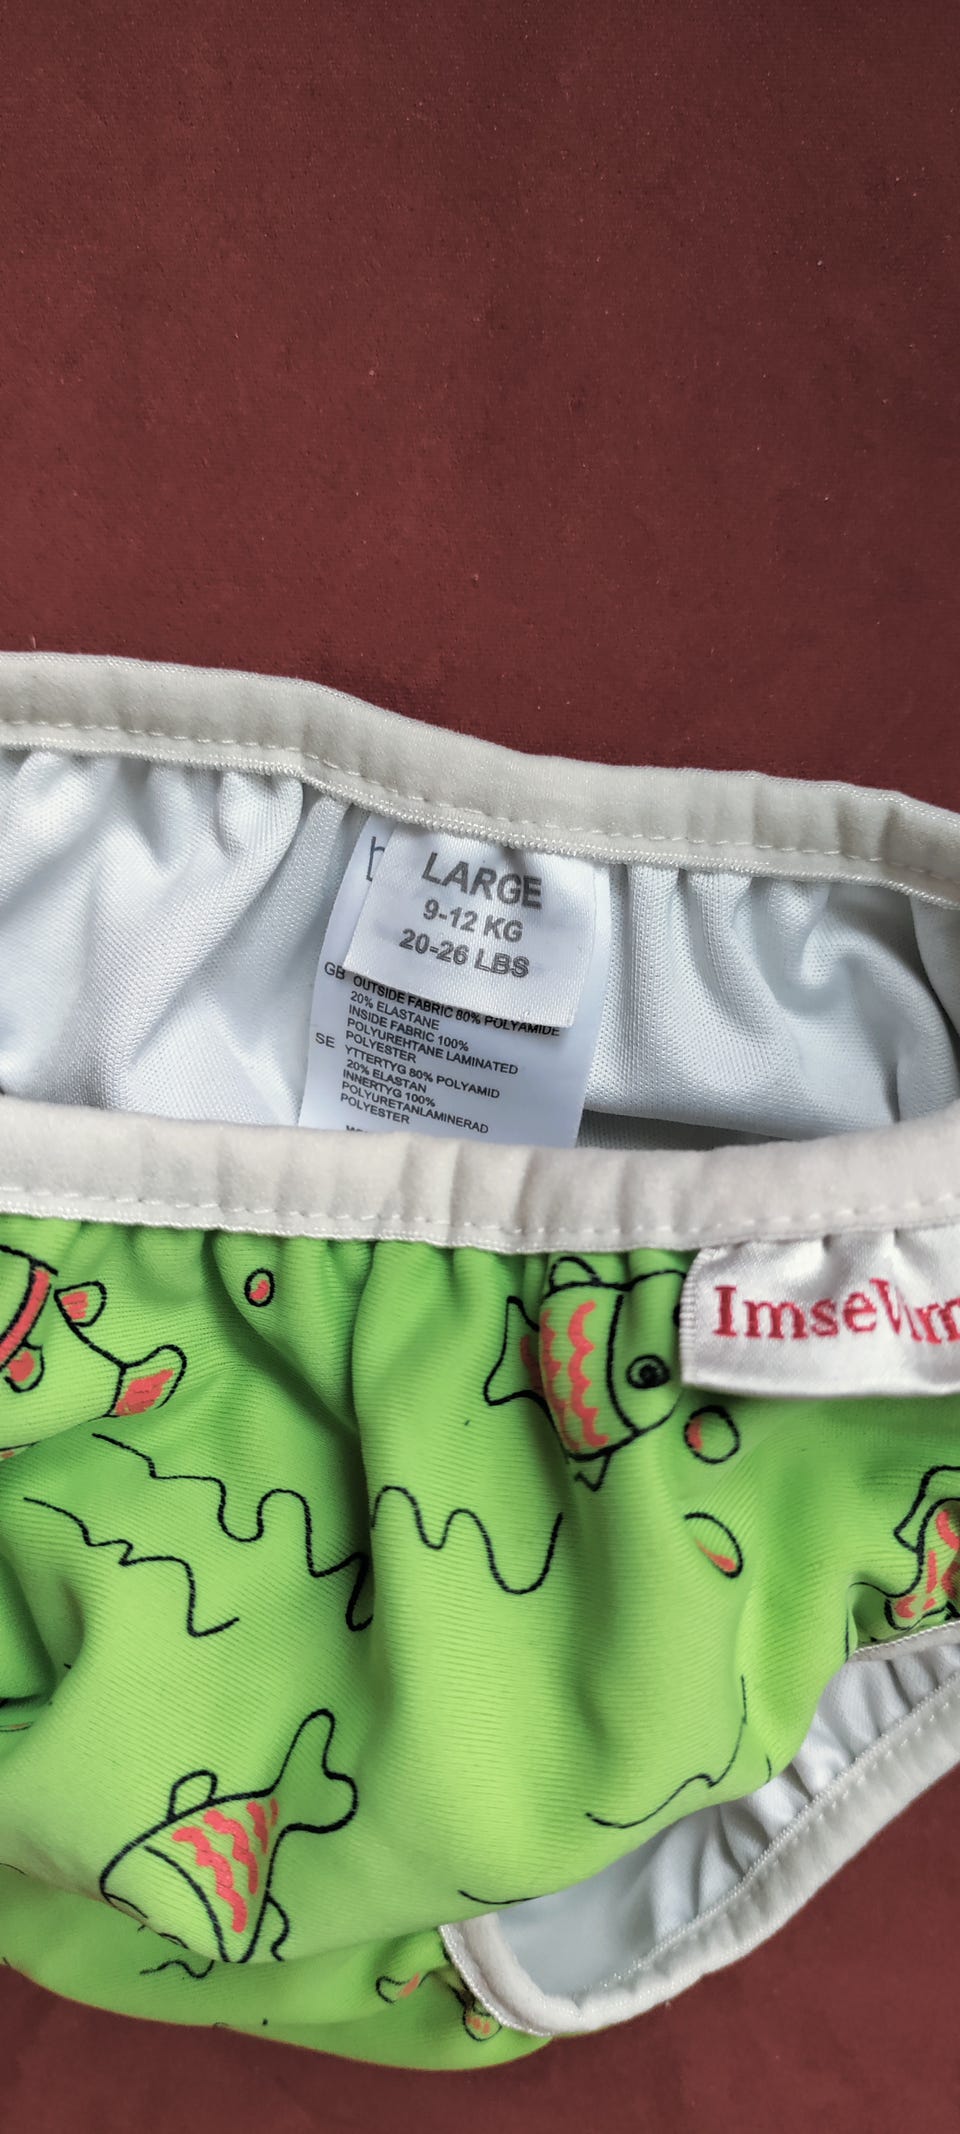 LARGE
9-12 KG
20-26 LBS
GB OUTSIDE FABRIC 80% POLYAMIDE
20% ELASTANE
INSIDE FABRIC 100%
POLYUREHTANE LAMINATED
POLYESTER
SE YTTERTYG 80% POLYAMID
20% ELASTAN
INNERTYG 100%
POLYURETANLAMINERAD
POLYESTER